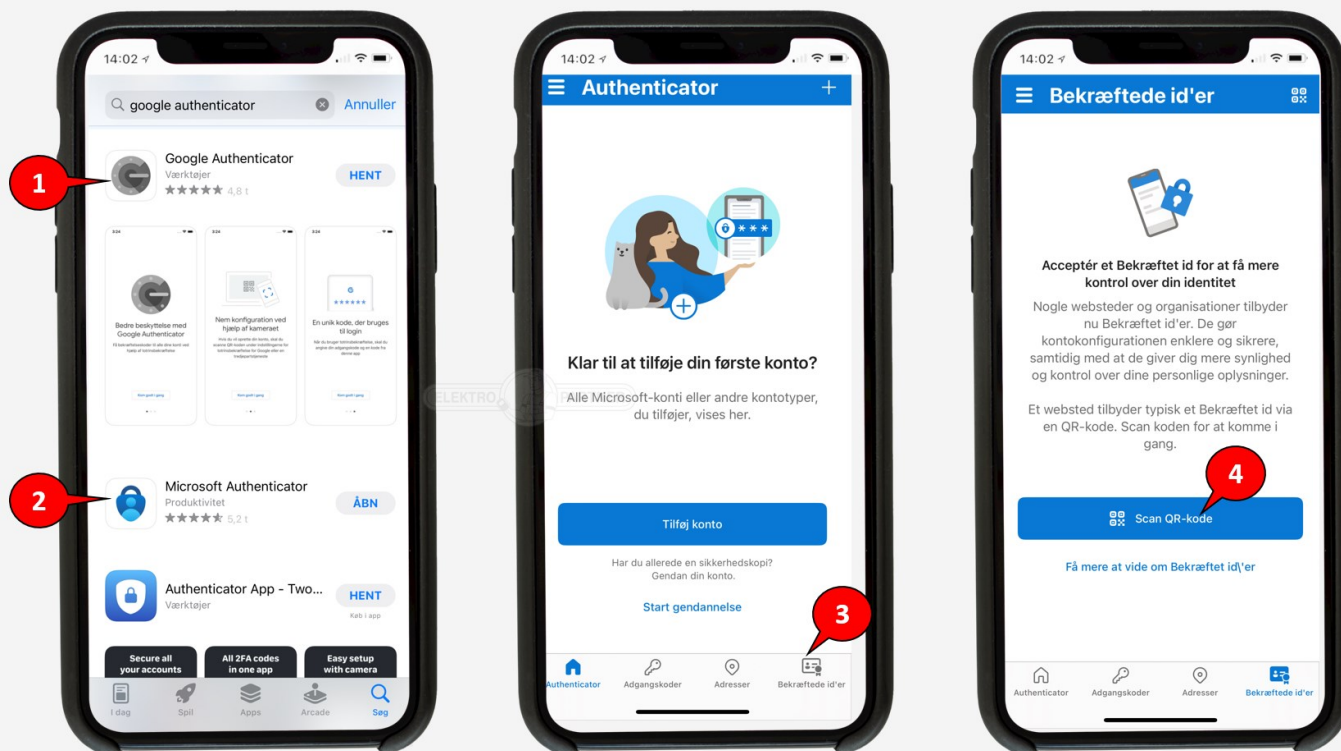 14:02
google authenticator
Annuller
1
Google Authenticator
Værktøjer
4,8 t
HENT
Bedre beskyttelse med
Google Authenticator
Nem konfiguration ved
hjælp af kameraet
G
******
En unik kode, der bruges
til login
2
Microsoft Authenticator
Produktivitet
5,2 t
ÅBN
Authenticator App - Two...
Værktøjer
HENT
Køb i app
Secure all
your accounts
All 2FA codes
in one app
Easy setup
with camera
I dag
Spil
Apps
Arcade
Søg
14:02
Authenticator
***
Klar til at tilføje din første konto?
Alle Microsoft-konti eller andre kontotyper,
du tilføjer, vises her.
ELEKTRO
Tilføj konto
Har du allerede en sikkerhedskopi?
Gendan din konto.
Start gendannelse
3
Authenticator
Adgangskoder
Adresser
Bekræftede id'er
14:02
Bekræftede id'er
Acceptér et Bekræftet id for at få mere
kontrol over din identitet
Nogle websteder og organisationer tilbyder
nu Bekræftet id'er. De gør
kontokonfigurationen enklere og sikrere,
samtidig med at de giver dig mere synlighed
og kontrol over dine personlige oplysninger.
Et websted tilbyder typisk et Bekræftet id via
en QR-kode. Scan koden for at komme i
gang.
4
Scan QR-kode
Få mere at vide om Bekræftet id\'er
Authenticator
Adgangskoder
Adresser
Bekræftede id'er